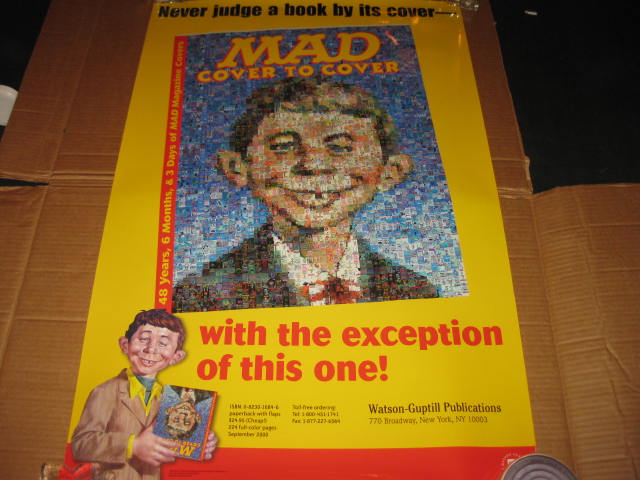 Never judge a book by its cover—
MAD
COVER TO COVER
48 Years, 6 Months, & 3 Days of MAD Magazine Covers
with the exception
of this one!
ISBN 0-8230-1684-6
paperback with flaps
$24.95 (Cheap!)
224 full-color pages
September 2000
Toll-free ordering:
Tel: 1-800-451-1741
Fax: 1-877-227-6564
Watson-Guptill Publications
770 Broadway, New York, NY 10003